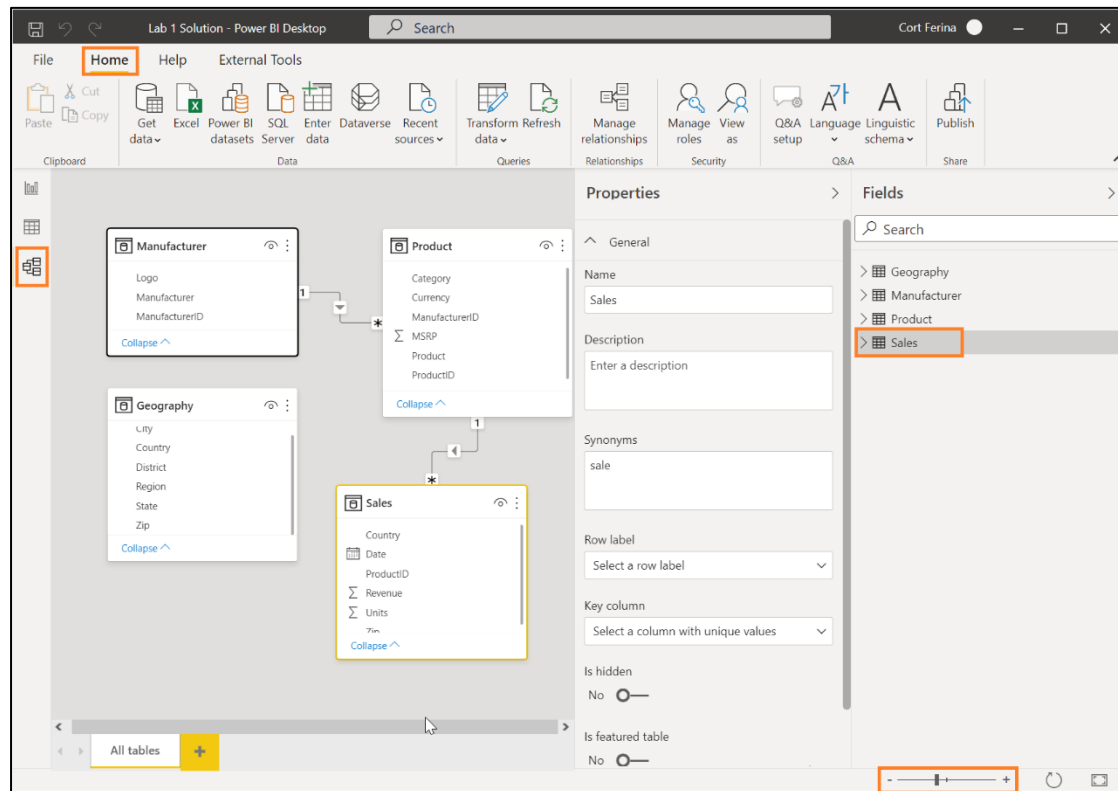 Lab 1 Solution - Power BI Desktop
Search
Cort Ferina
File Home Help External Tools
Paste
Cut
Copy
Get data
Excel
Power BI datasets
SQL Server
Enter data
Dataverse
Recent sources
Transform data
Refresh
Manage relationships
Manage roles
View as
Q&A setup
Language
Linguistic schema
Publish
Clipboard
Data
Queries
Relationships
Security
Q&A
Share
Manufacturer
Logo
Manufacturer
ManufacturerID
Collapse
1
*
Product
Category
Currency
ManufacturerID
MSRP
Product
ProductID
Collapse
1
*
Geography
City
Country
District
Region
State
Zip
Collapse
Sales
Country
Date
ProductID
Revenue
Units
Zip
Collapse
All tables
+
Properties
General
Name
Sales
Description
Enter a description
Synonyms
sale
Row label
Select a row label
Key column
Select a column with unique values
Is hidden
No
Is featured table
No
Fields
Search
Geography
Manufacturer
Product
Sales
- +